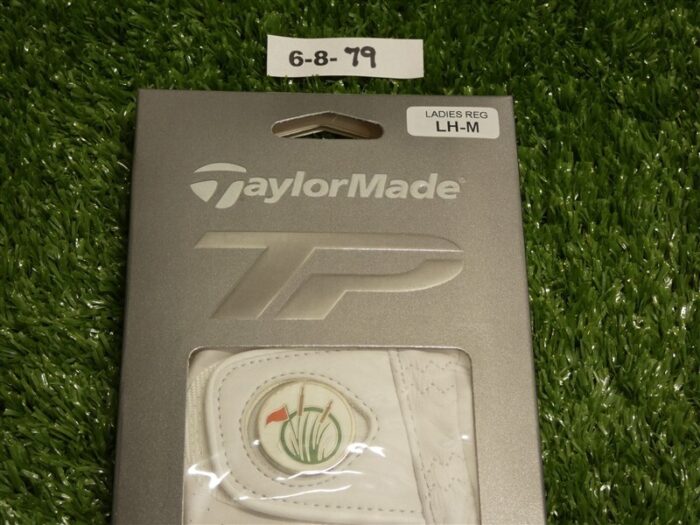 6-8-79
LADIES REG
LH-M
TaylorMade
TP